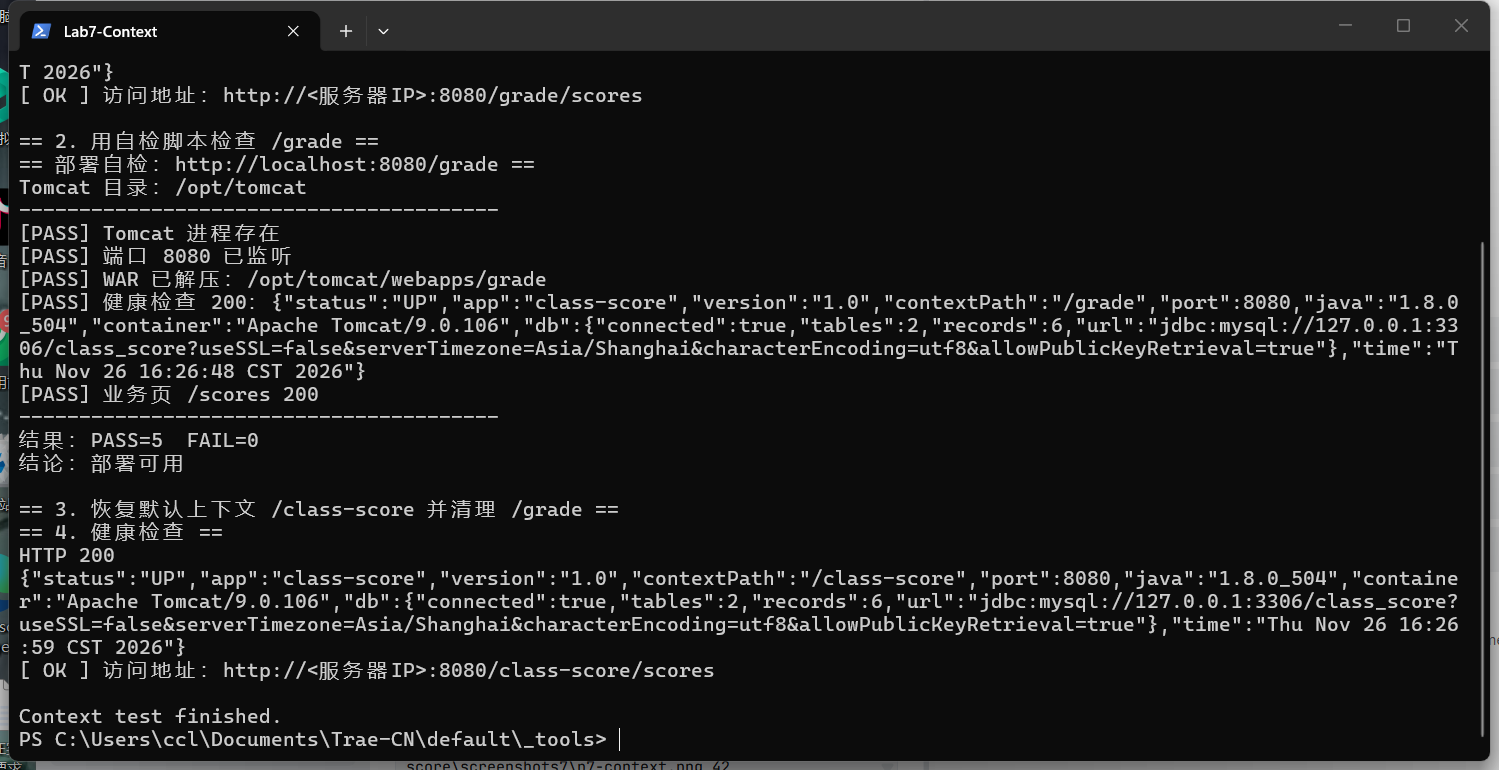 Lab7-Context
T 2026"}
[ OK ] 访问地址: http://<服务器IP>:8080/grade/scores
== 2. 用自检脚本检查 /grade ==
== 部署自检: http://localhost:8080/grade ==
Tomcat 目录: /opt/tomcat
----------------------------------------
[PASS] Tomcat 进程存在
[PASS] 端口 8080 已监听
[PASS] WAR 已解压: /opt/tomcat/webapps/grade
[PASS] 健康检查 200: {"status":"UP","app":"class-score","version":"1.0","contextPath":"/grade","port":8080,"java":"1.8.0
_504","container":"Apache Tomcat/9.0.106","db":{"connected":true,"tables":2,"records":6,"url":"jdbc:mysql://127.0.0.1:33
06/class_score?useSSL=false&serverTimezone=Asia/Shanghai&characterEncoding=utf8&allowPublicKeyRetrieval=true"},"time":"T
hu Nov 26 16:26:48 CST 2026"}
[PASS] 业务页 /scores 200
----------------------------------------
结果: PASS=5  FAIL=0
结论: 部署可用
== 3. 恢复默认上下文 /class-score 并清理 /grade ==
== 4. 健康检查 ==
HTTP 200
{"status":"UP","app":"class-score","version":"1.0","contextPath":"/class-score","port":8080,"java":"1.8.0_504","containe
r":"Apache Tomcat/9.0.106","db":{"connected":true,"tables":2,"records":6,"url":"jdbc:mysql://127.0.0.1:3306/class_score?
useSSL=false&serverTimezone=Asia/Shanghai&characterEncoding=utf8&allowPublicKeyRetrieval=true"},"time":"Thu Nov 26 16:26
:59 CST 2026"}
[ OK ] 访问地址: http://<服务器IP>:8080/class-score/scores
Context test finished.
PS C:\Users\ccl\Documents\Trae-CN\default\_tools>
score\screenshots7\p7-context.png 42